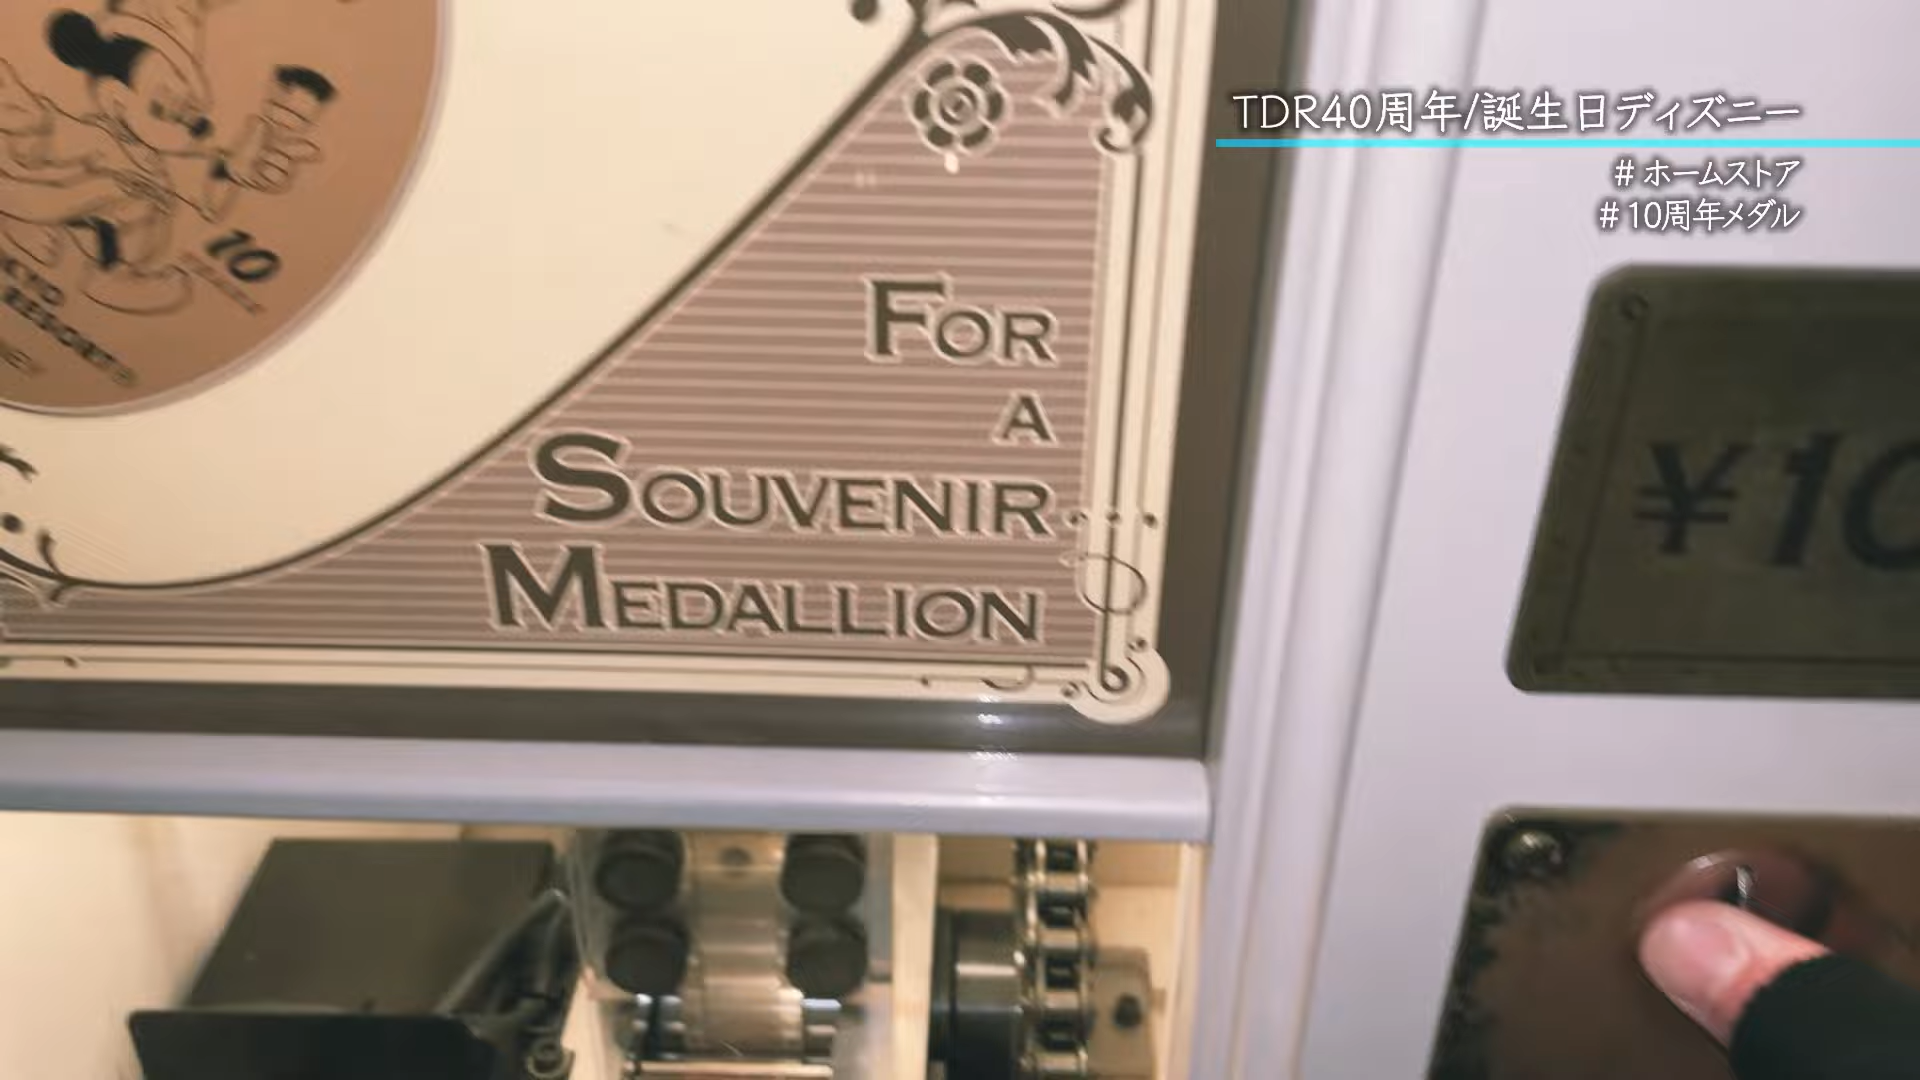 TDR40周年/誕生日ディズニー
# ホームストア
# 10周年メダル
10
FOR
A
SOUVENIR
MEDALLION
¥10